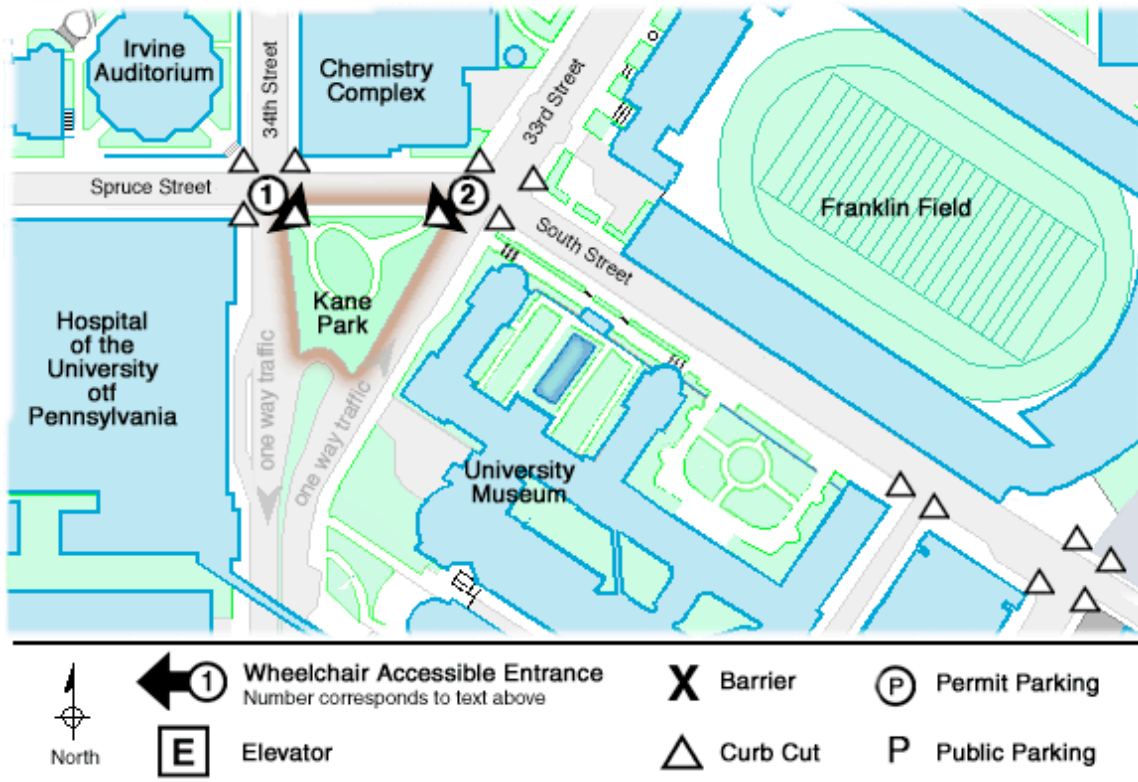 Irvine
Auditorium
34th Street
Chemistry
Complex
33rd Street
Spruce Street
1
2
Franklin Field
South Street
Kane
Park
Hospital
of the
University
otf
Pennsylvania
one way traffic
one way traffic
University
Museum
North
1
Wheelchair Accessible Entrance
Number corresponds to text above
E
Elevator
X
Barrier
Curb Cut
P
Permit Parking
P
Public Parking